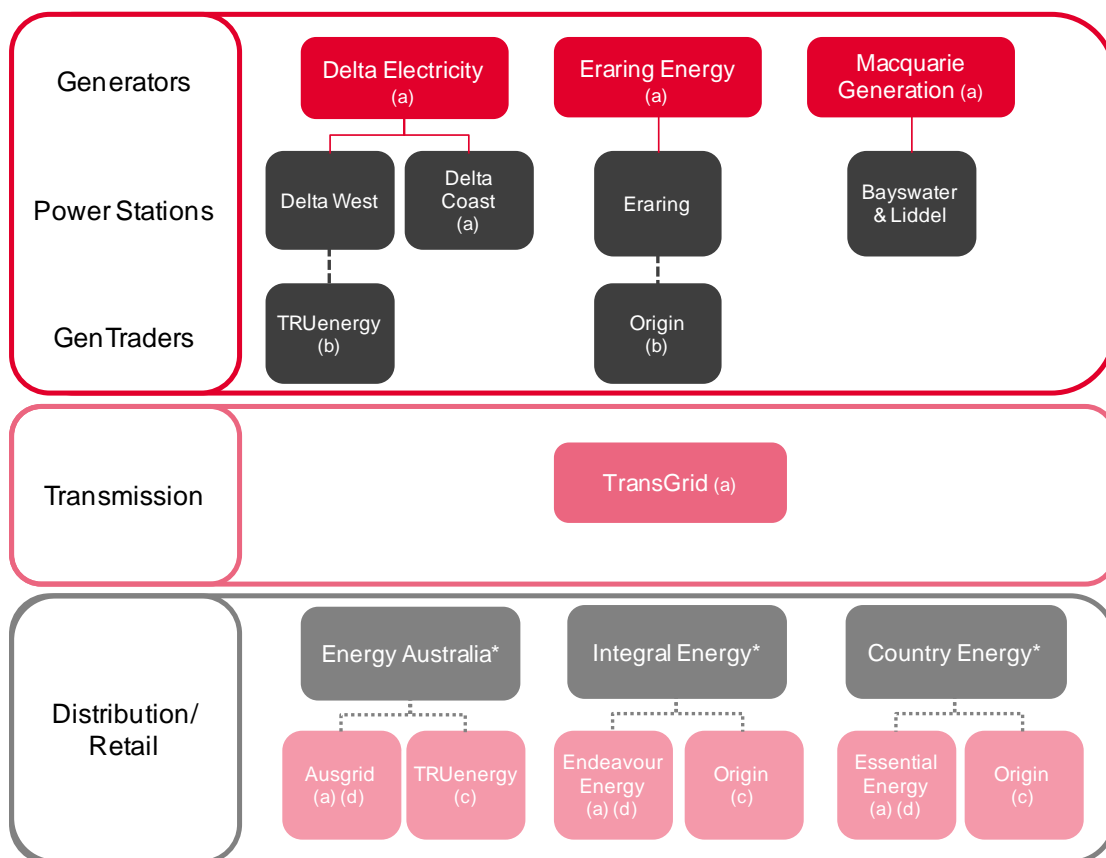 Generators
Delta Electricity
(a)
Eraring Energy
(a)
Macquarie
Generation (a)
Power Stations
Delta West
Delta
Coast
(a)
Eraring
Bayswater
& Liddel
GenTraders
TRUenergy
(b)
Origin
(b)
Transmission
TransGrid (a)
Distribution/
Retail
Energy Australia*
Integral Energy*
Country Energy*
Ausgrid
(a) (d)
TRUenergy
(c)
Endeavour
Energy
(a) (d)
Origin
(c)
Essential
Energy
(a) (d)
Origin
(c)